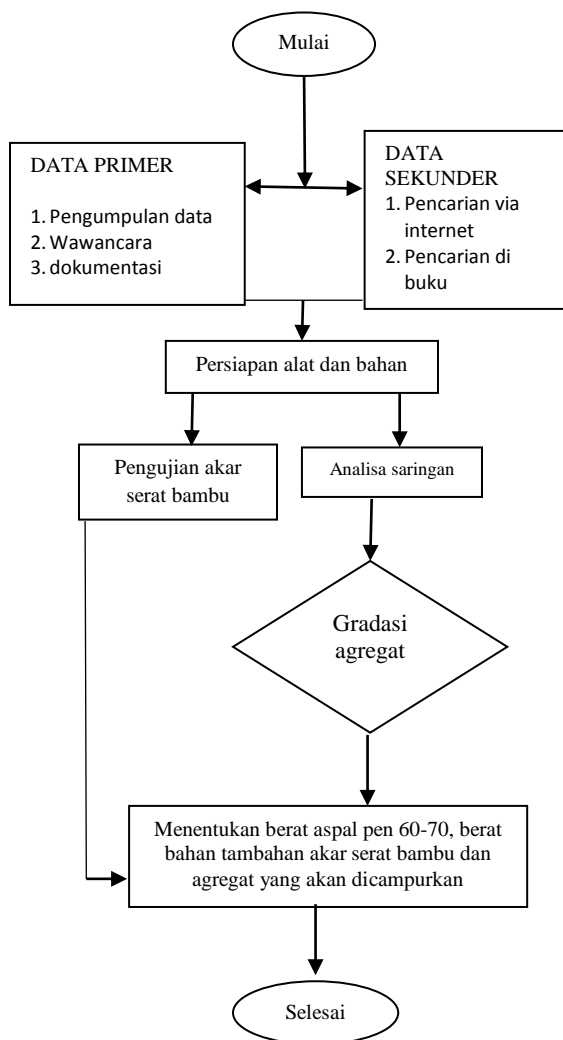 Mulai
DATA PRIMER
1. Pengumpulan data
2. Wawancara
3. dokumentasi
DATA
SEKUNDER
1. Pencarian via
internet
2. Pencarian di
buku
Persiapan alat dan bahan
Pengujian akar
serat bambu
Analisa saringan
Gradasi
agregat
Menentukan berat aspal pen 60-70, berat
bahan tambahan akar serat bambu dan
agregat yang akan dicampurkan
Selesai